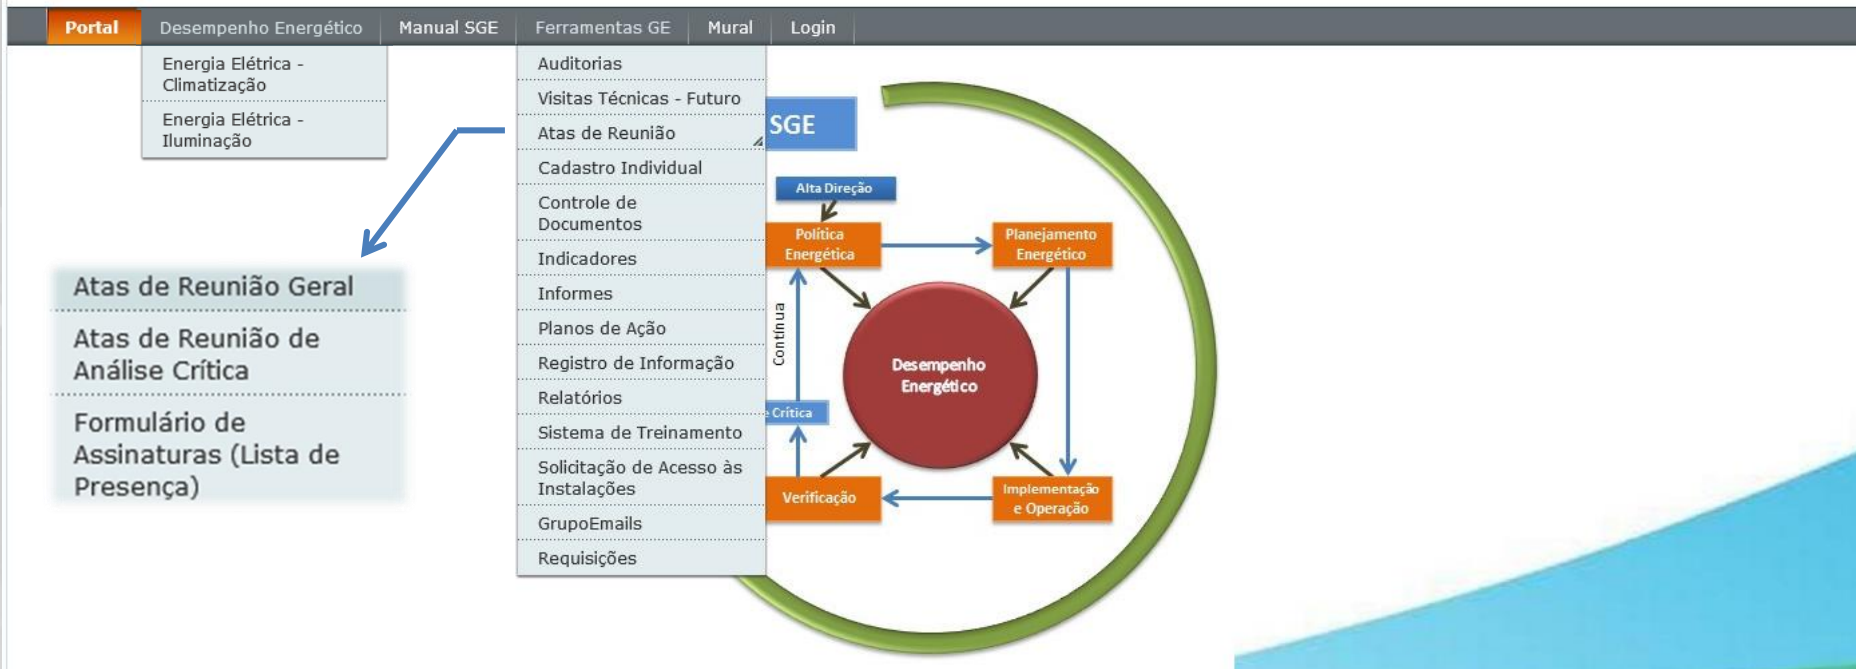 Portal
Desempenho Energético
Manual SGE
Ferramentas GE
Mural
Login
Energia Elétrica -
Climatização
Energia Elétrica -
Iluminação
Auditorias
Visitas Técnicas - Futuro
Atas de Reunião
Cadastro Individual
Controle de
Documentos
Indicadores
Informes
Planos de Ação
Registro de Informação
Relatórios
Sistema de Treinamento
Solicitação de Acesso às
Instalações
GrupoEmails
Requisições
Atas de Reunião Geral
Atas de Reunião de
Análise Crítica
Formulário de
Assinaturas (Lista de
Presença)
SGE
Alta Direção
Política
Energética
Planejamento
Energético
Contínua
Desempenho
Energético
e Crítica
Verificação
Implementação
e Operação